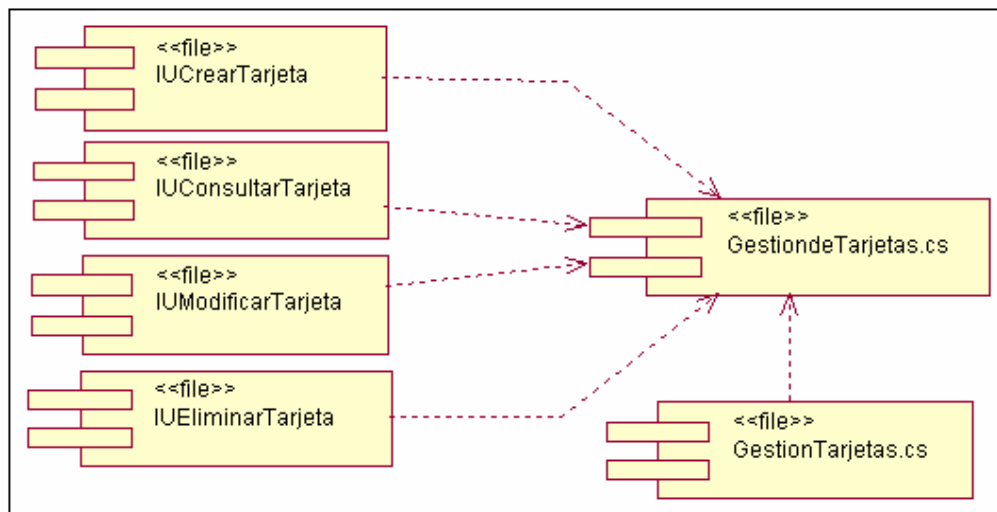 <<file>>
IUCrearTarjeta
<<file>>
IUConsultarTarjeta
<<file>>
GestiondeTarjetas.cs
<<file>>
IUModificarTarjeta
<<file>>
IUEliminarTarjeta
<<file>>
GestionTarjetas.cs